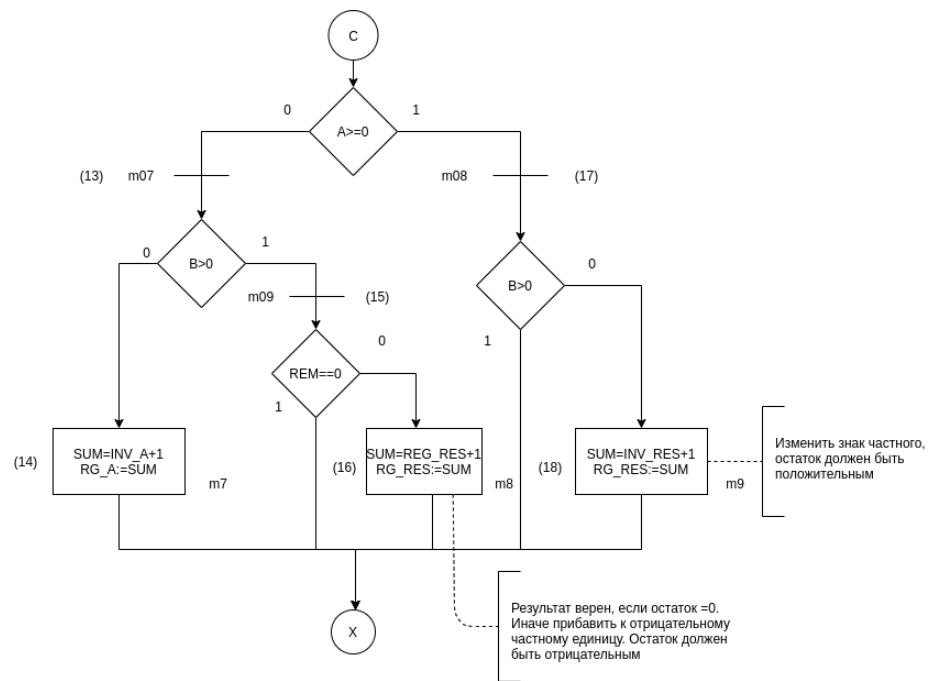 C
0
1
A>=0
(13)
m07
m08
(17)
0
B>0
1
B>0
0
m09
(15)
0
1
REM==0
1
SUM=INV_A+1
RG_A:=SUM
(14)
m7
SUM=REG_RES+1
RG_RES:=SUM
(16)
m8
SUM=INV_RES+1
RG_RES:=SUM
(18)
m9
Изменить знак частного,
остаток должен быть
положительным
Результат верен, если остаток =0.
Иначе прибавить к отрицательному
частному единицу. Остаток должен
быть отрицательным
X